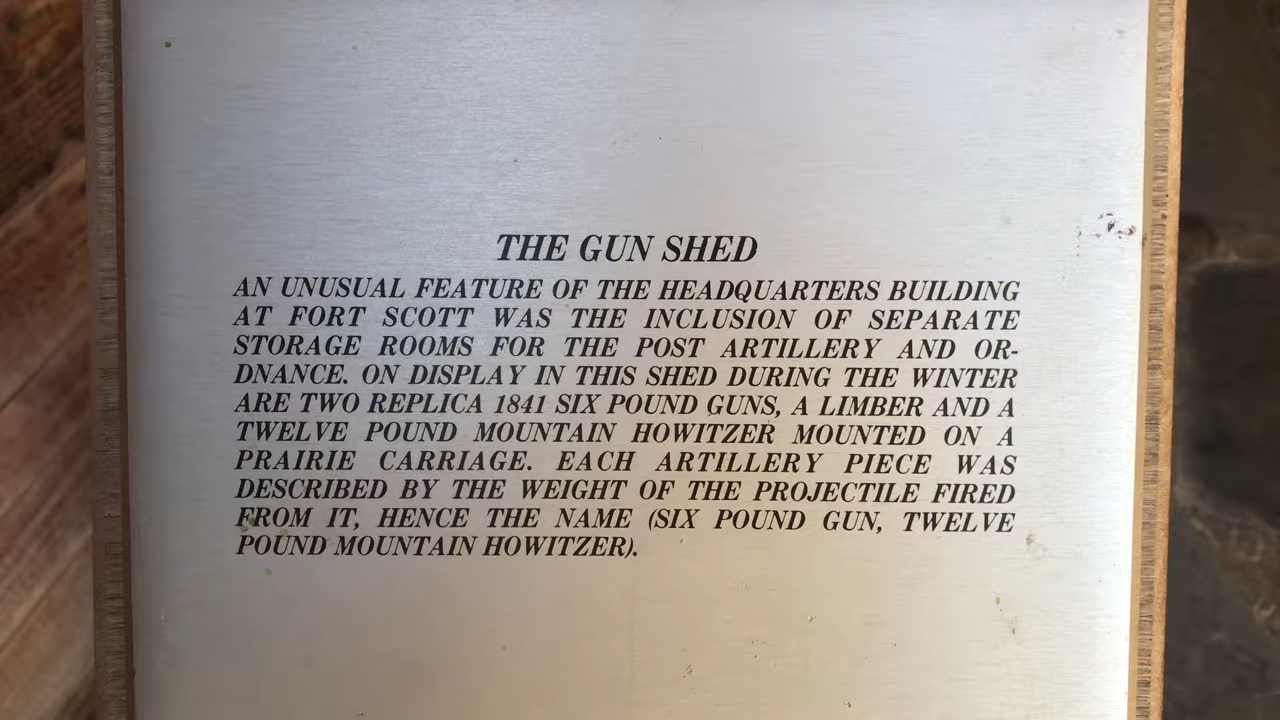 THE GUN SHED
AN UNUSUAL FEATURE OF THE HEADQUARTERS BUILDING
AT FORT SCOTT WAS THE INCLUSION OF SEPARATE
STORAGE ROOMS FOR THE POST ARTILLERY AND OR-
DNANCE. ON DISPLAY IN THIS SHED DURING THE WINTER
ARE TWO REPLICA 1841 SIX POUND GUNS, A LIMBER AND A
TWELVE POUND MOUNTAIN HOWITZER MOUNTED ON A
PRAIRIE CARRIAGE. EACH ARTILLERY PIECE WAS
DESCRIBED BY THE WEIGHT OF THE PROJECTILE FIRED
FROM IT, HENCE THE NAME (SIX POUND GUN, TWELVE
POUND MOUNTAIN HOWITZER).